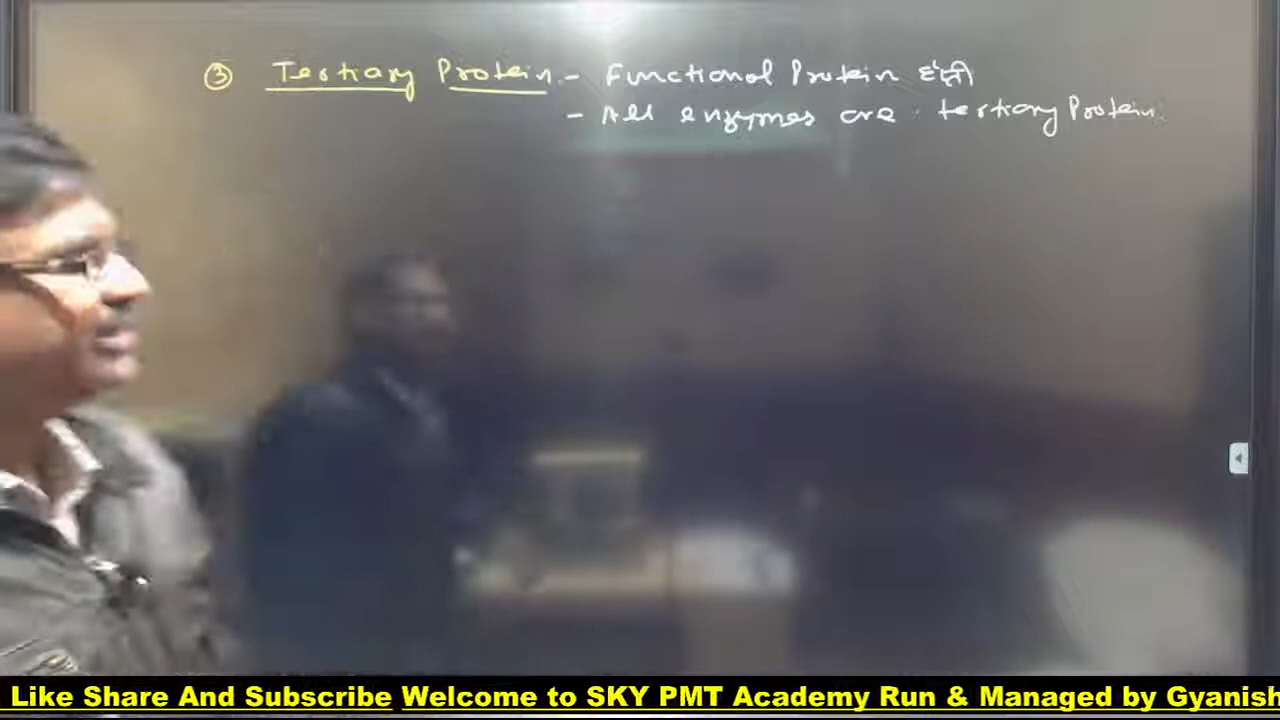 ③ Tertiary Protein. - Functional Protein
- All enzymes are tertiary Protein.
Like Share And Subscribe Welcome to SKY PMT Academy Run & Managed by Gyanish